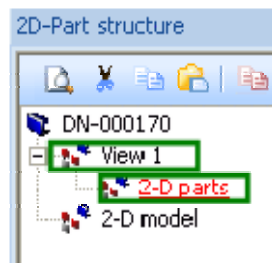 2D-Part structure
DN-000170
View 1
2-D parts
2-D model